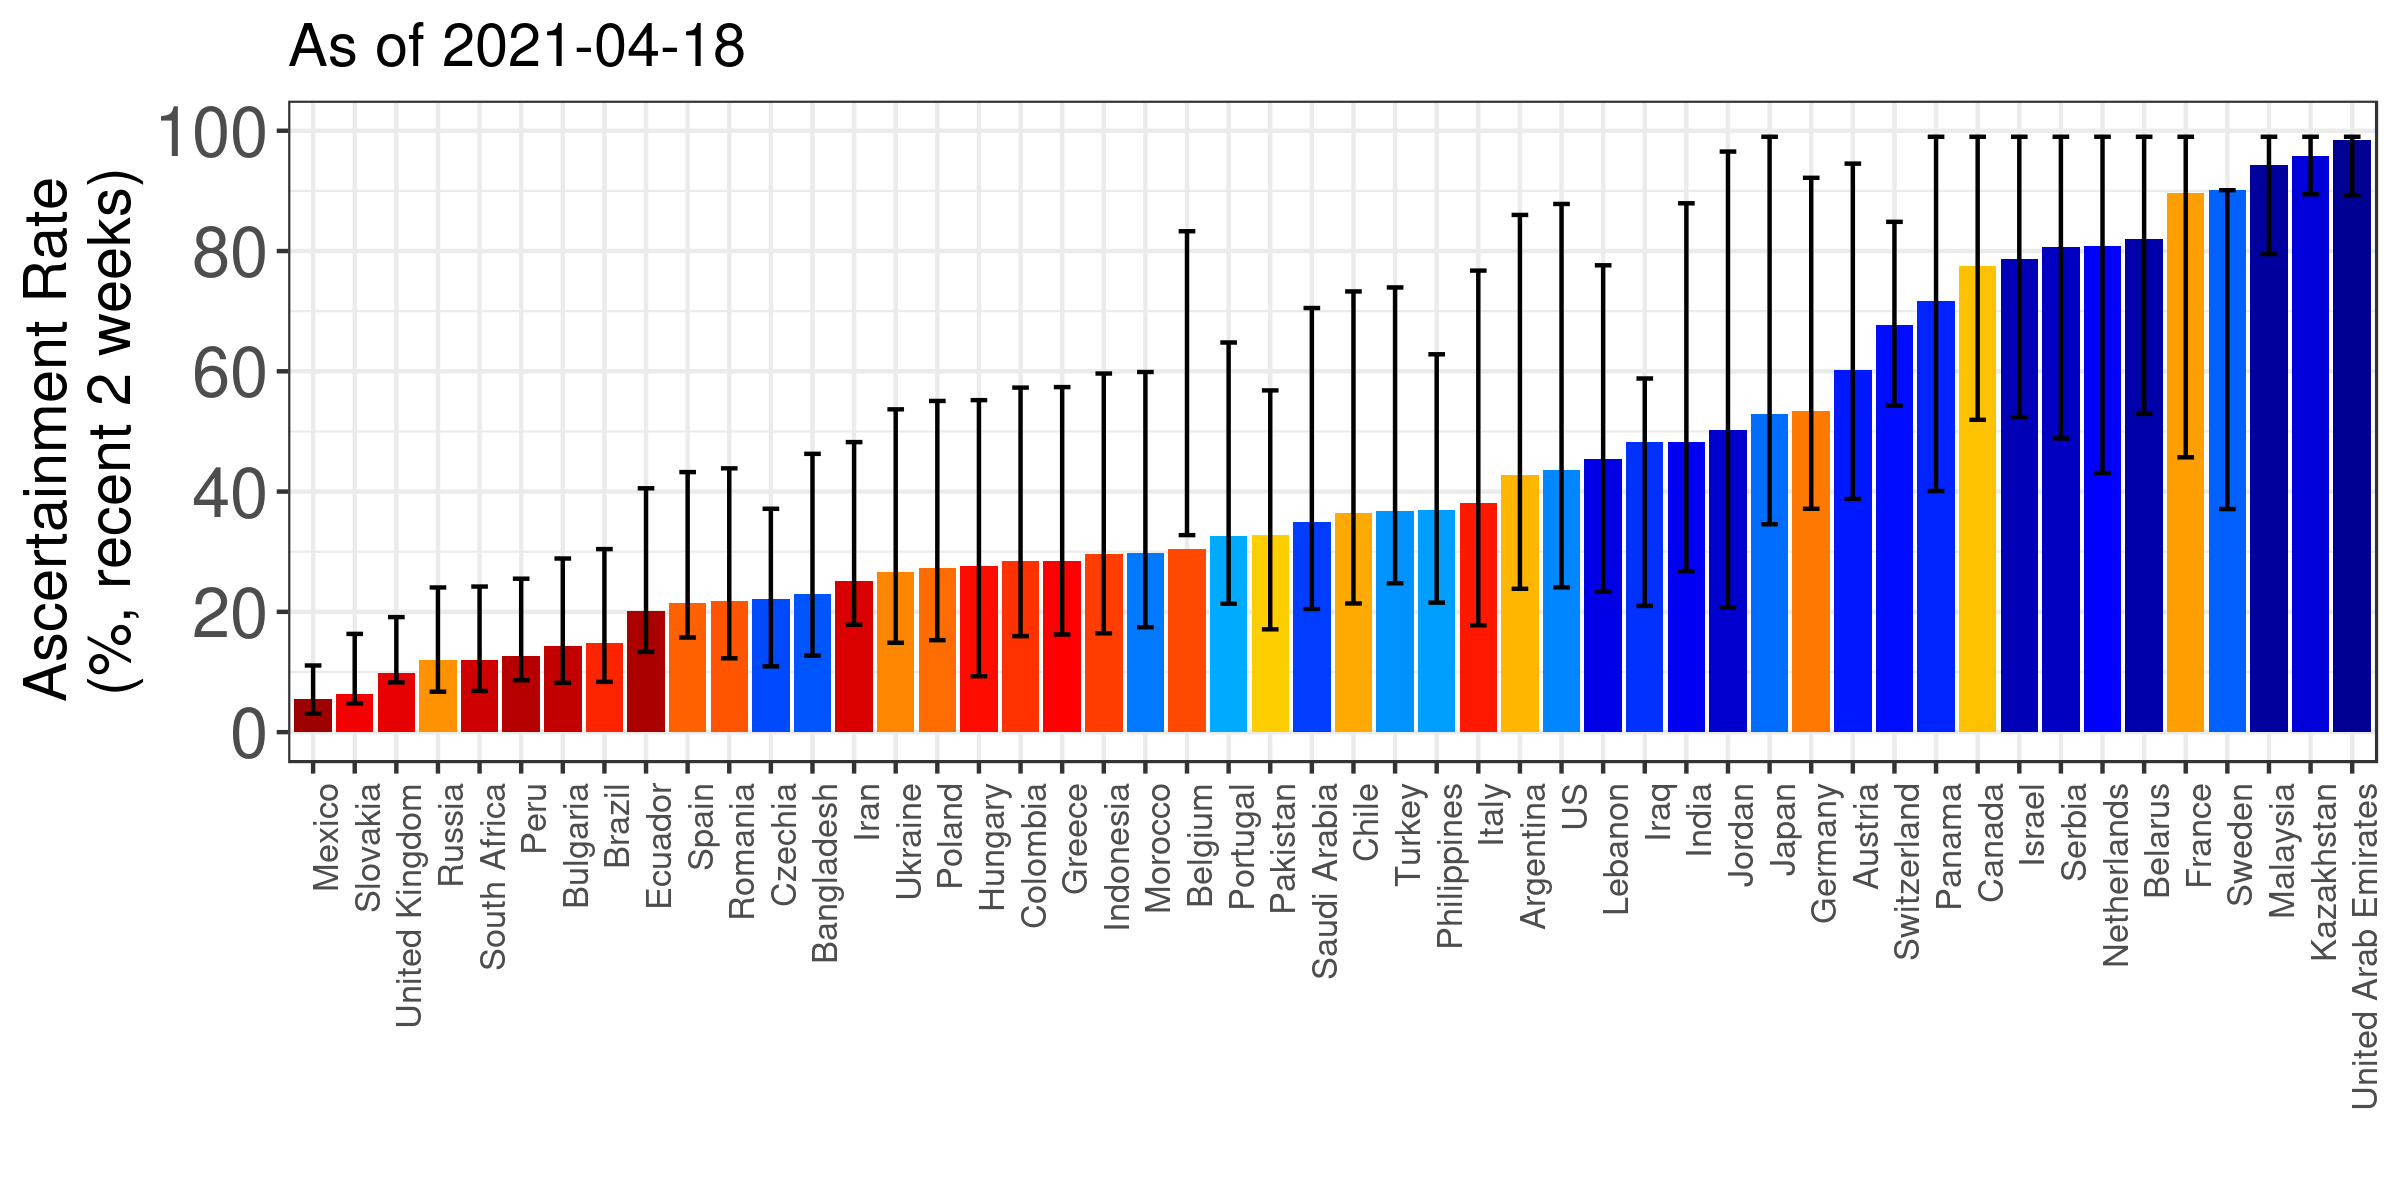 As of 2021-04-18
Ascertainment Rate
(%, recent 2 weeks)
100
80
60
40
20
0
Mexico
Slovakia
United Kingdom
Russia
South Africa
Peru
Bulgaria
Brazil
Ecuador
Spain
Romania
Czechia
Bangladesh
Iran
Ukraine
Poland
Hungary
Colombia
Greece
Indonesia
Morocco
Belgium
Portugal
Pakistan
Saudi Arabia
Chile
Turkey
Philippines
Italy
Argentina
US
Lebanon
Iraq
India
Jordan
Japan
Germany
Austria
Switzerland
Panama
Canada
Israel
Serbia
Netherlands
Belarus
France
Sweden
Malaysia
Kazakhstan
United Arab Emirates